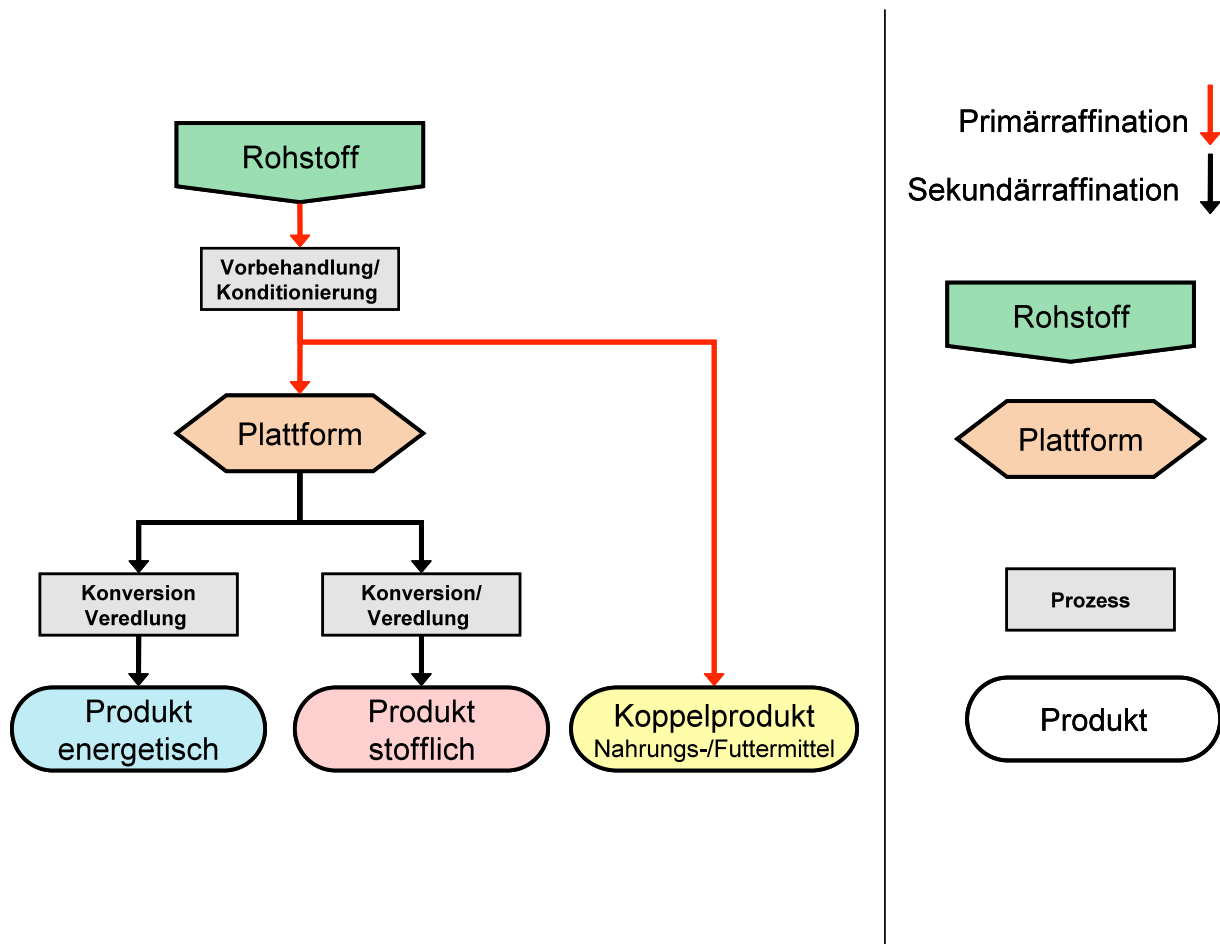 Rohstoff
Vorbehandlung/
Konditionierung
Plattform
Konversion
Veredlung
Konversion/
Veredlung
Produkt
energetisch
Produkt
stofflich
Koppelprodukt
Nahrungs-/Futtermittel
Primärraffination
Sekundärraffination
Rohstoff
Plattform
Prozess
Produkt